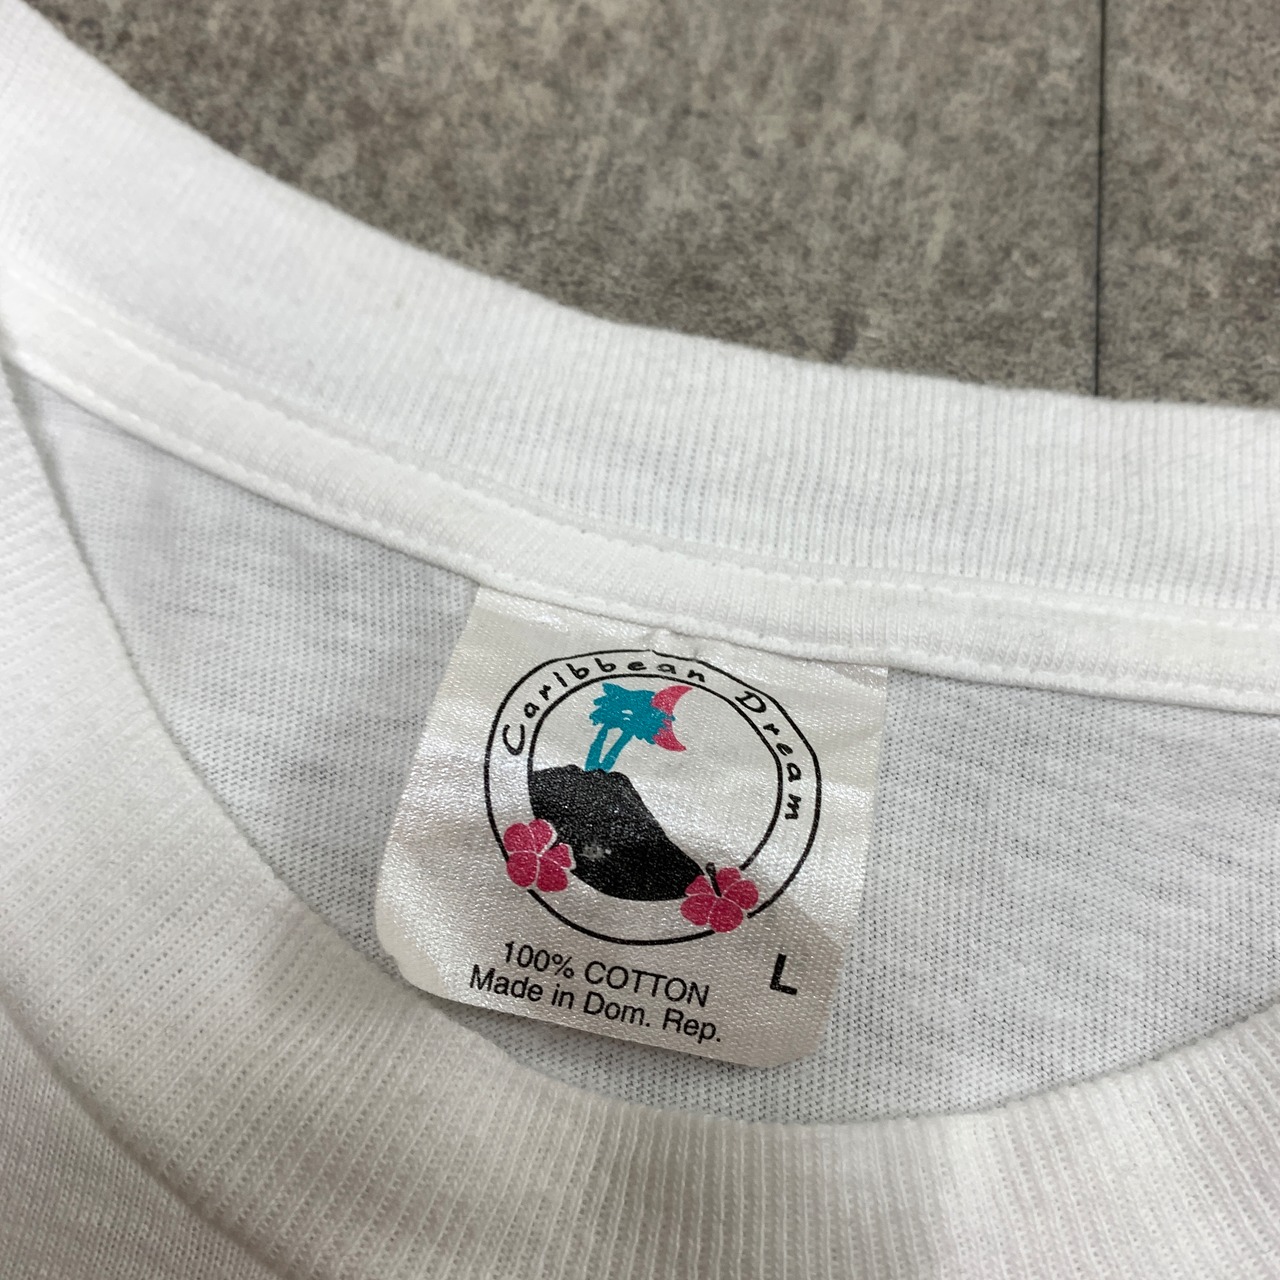 Caribbean Dream
100% COTTON
Made in Dom. Rep.
L